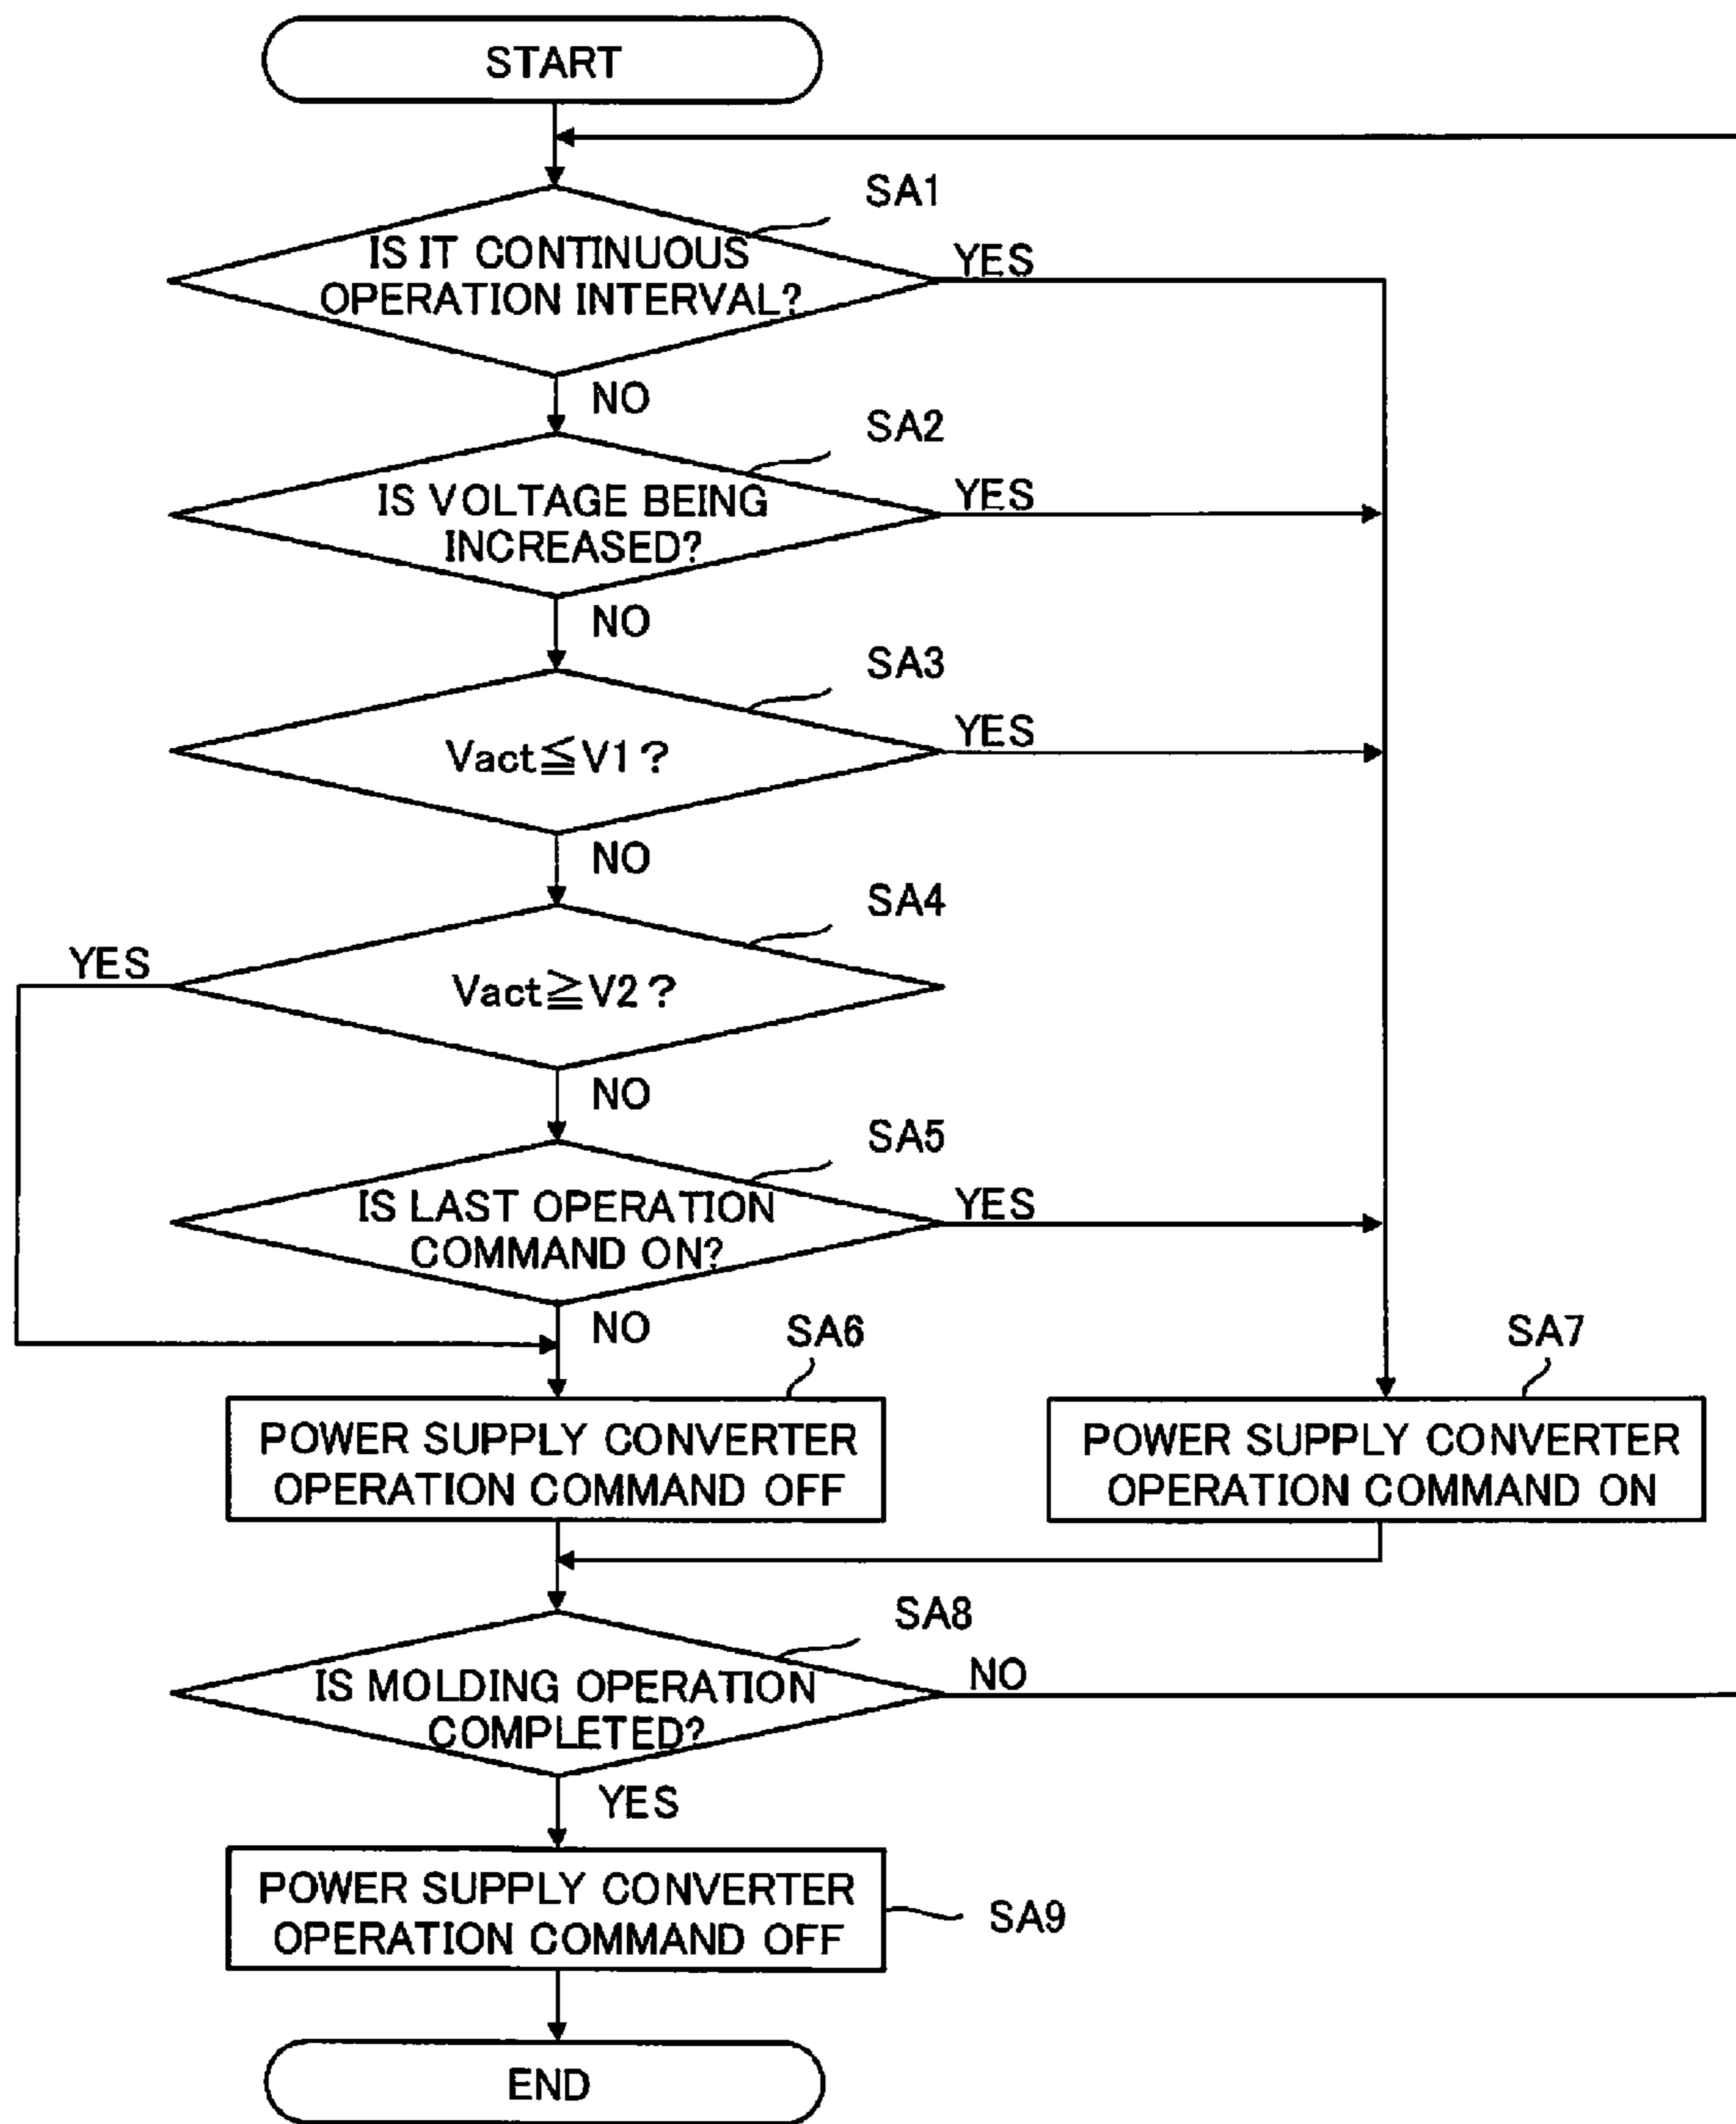 START
SA1
IS IT CONTINUOUS
OPERATION INTERVAL?
YES
NO
SA2
IS VOLTAGE BEING
INCREASED?
YES
NO
SA3
Vact≦V1?
YES
NO
SA4
YES
Vact≧V2?
NO
SA5
IS LAST OPERATION
COMMAND ON?
YES
NO
SA6
SA7
POWER SUPPLY CONVERTER
OPERATION COMMAND OFF
POWER SUPPLY CONVERTER
OPERATION COMMAND ON
SA8
IS MOLDING OPERATION
COMPLETED?
NO
YES
POWER SUPPLY CONVERTER
OPERATION COMMAND OFF
SA9
END